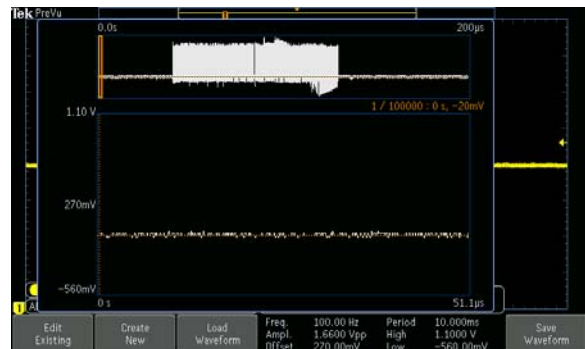 Tek PreVu
0.0s 200µs
1 / 100000 : 0 s, −20mV
1.10 V
270mV
−560mV
0 s 51.1µs
1
Edit Existing
Create New
Load Waveform
Freq. 100.00 Hz Period 10.000ms
Ampl. 1.6600 Vpp High 1.1000 V
Offset 270.00mV Low −560.00mV
Save Waveform